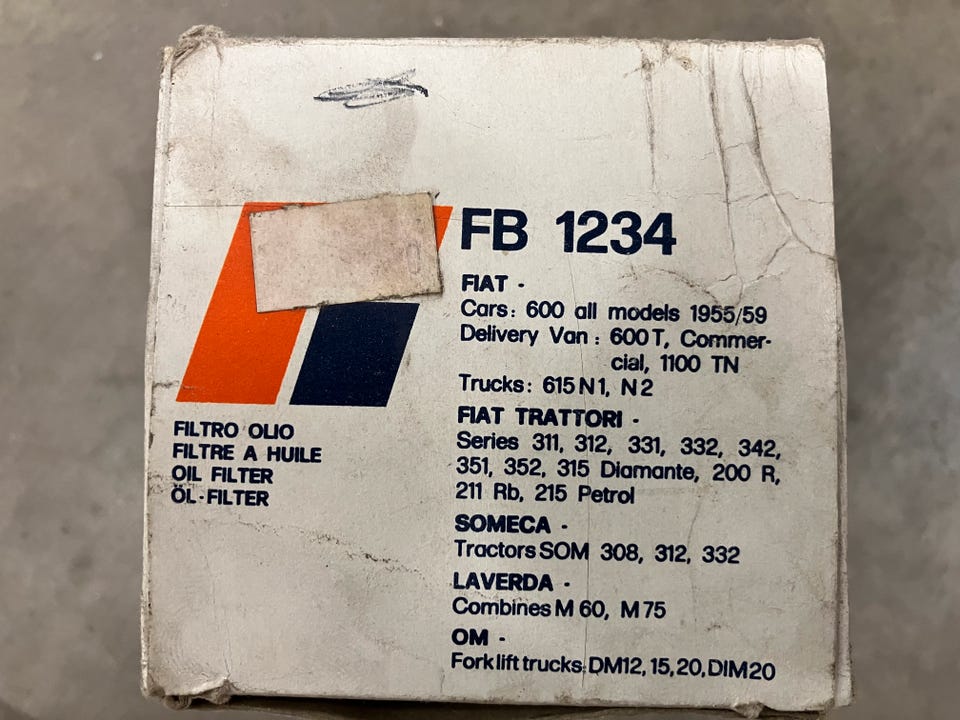 FB 1234
FIAT -
Cars: 600 all models 1955/59
Delivery Van : 600T, Commer-
cial, 1100 TN
Trucks: 615N1, N2
FIAT TRATTORI -
Series 311, 312, 331, 332, 342,
351, 352, 315 Diamante, 200 R,
211 Rb, 215 Petrol
SOMECA -
Tractors SOM 308, 312, 332
LAVERDA -
Combines M 60, M 75
OM -
Fork lift trucks: DM12, 15, 20, DIM20
FILTRO OLIO
FILTRE A HUILE
OIL FILTER
ÖL-FILTER